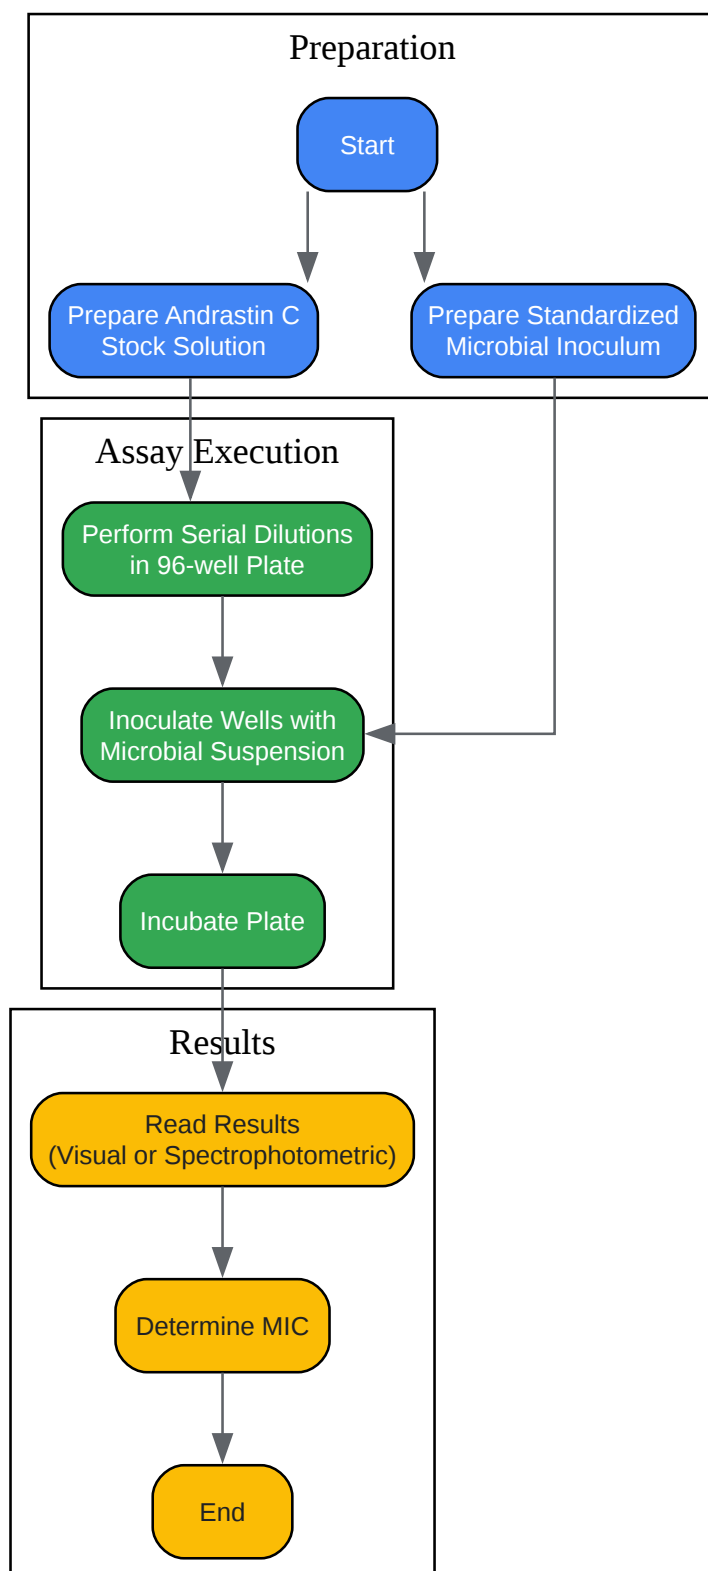 Preparation
Start
Prepare Andrastin C
Stock Solution
Prepare Standardized
Microbial Inoculum
Assay Execution
Perform Serial Dilutions
in 96-well Plate
Inoculate Wells with
Microbial Suspension
Incubate Plate
Results
Read Results
(Visual or Spectrophotometric)
Determine MIC
End